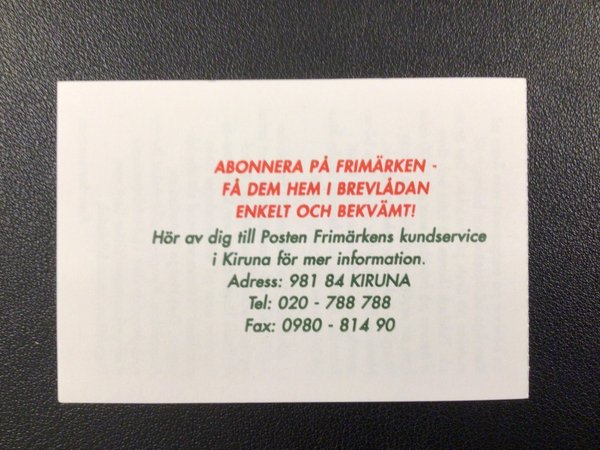 ABONNERA PÅ FRIMÄRKEN -
FÅ DEM HEM I BREVLÅDAN
ENKELT OCH BEKVÄMT!
Hör av dig till Posten Frimärkens kundservice
i Kiruna för mer information.
Adress: 981 84 KIRUNA
Tel: 020 - 788 788
Fax: 0980 - 814 90